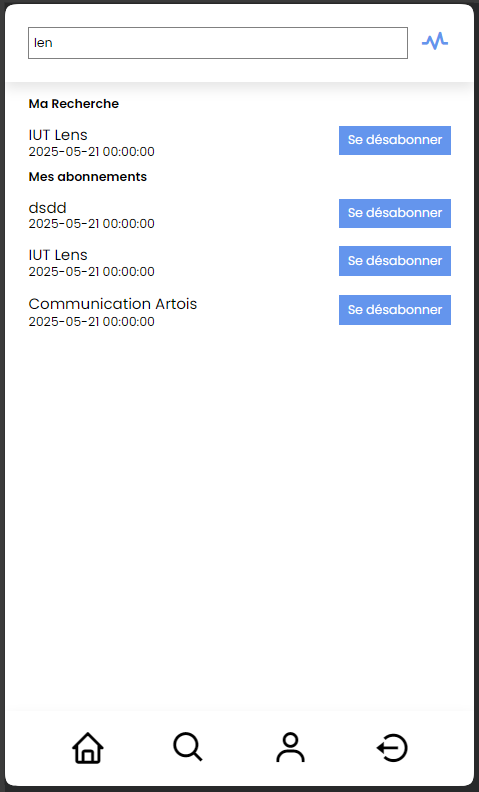 len
Ma Recherche
IUT Lens
2025-05-21 00:00:00
Se désabonner
Mes abonnements
dsdd
2025-05-21 00:00:00
Se désabonner
IUT Lens
2025-05-21 00:00:00
Se désabonner
Communication Artois
2025-05-21 00:00:00
Se désabonner